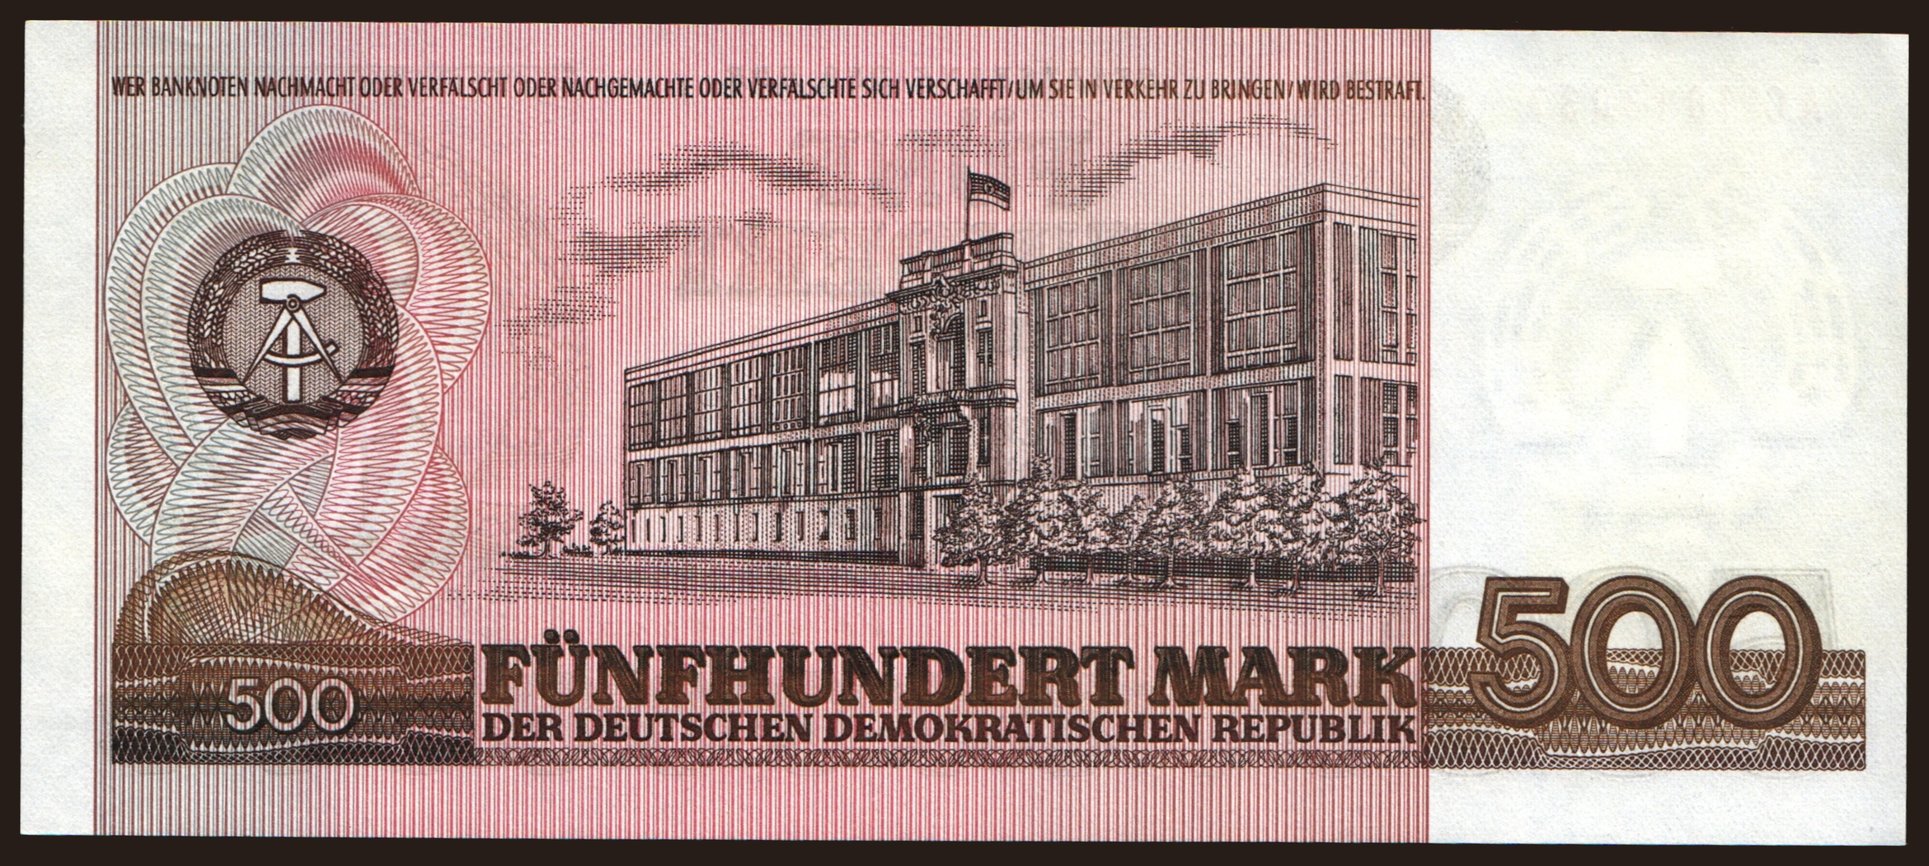 WER BANKNOTEN NACHMACHT ODER VERFÄLSCHT ODER NACHGEMACHTE ODER VERFÄLSCHTE SICH VERSCHAFFT/UM SIE IN VERKEHR ZU BRINGEN/WIRD BESTRAFT.
FÜNFHUNDERT MARK
DER DEUTSCHEN DEMOKRATISCHEN REPUBLIK
500
500